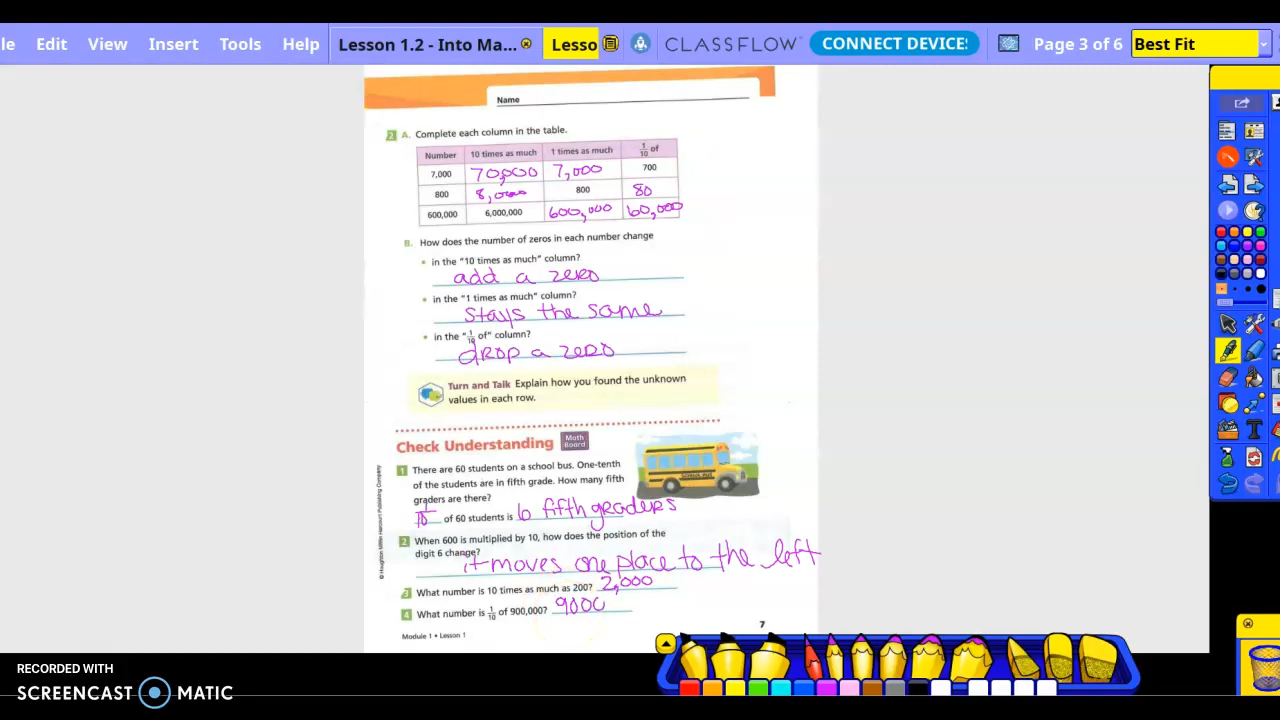 le Edit View Insert Tools Help Lesson 1.2 - Into Ma... Lesso CLASSFLOW CONNECT DEVICES Page 3 of 6 Best Fit
Name
2 A. Complete each column in the table.
Number 10 times as much 1 times as much 1/10 of
7,000 70,000 7,000 700
800 8,000 800 80
600,000 6,000,000 600,000 60,000
B. How does the number of zeros in each number change
• in the "10 times as much" column?
add a zero
• in the "1 times as much" column?
stays the same
• in the "1/10 of" column?
drop a zero
Turn and Talk Explain how you found the unknown
values in each row.
Check Understanding Math Board
SCHOOL BUS
1 There are 60 students on a school bus. One-tenth
of the students are in fifth grade. How many fifth
graders are there?
1/10 of 60 students is 6 fifth graders
2 When 600 is multiplied by 10, how does the position of the
digit 6 change?
it moves one place to the left
3 What number is 10 times as much as 200? 2,000
4 What number is 1/10 of 900,000? 9000
© Houghton Mifflin Harcourt Publishing Company
Module 1 • Lesson 1
7
RECORDED WITH
SCREENCAST MATIC